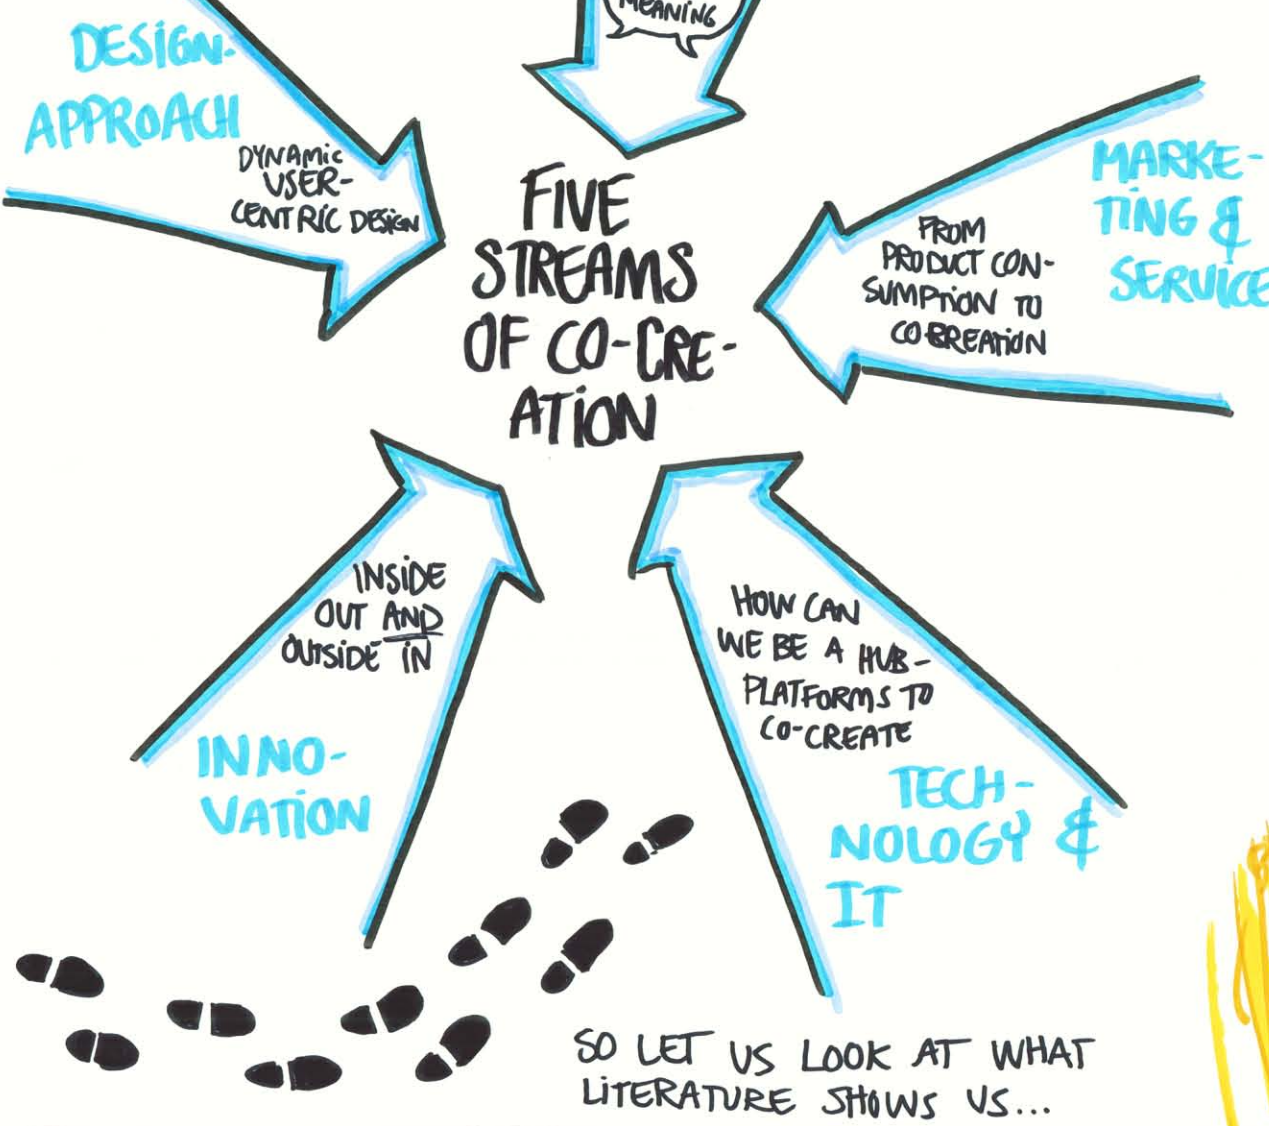 MEANING
DESIGN-
APPROACH
DYNAMIC
USER-
CENTRIC DESIGN
FIVE
STREAMS
OF CO-CRE-
ATION
MARKE-
TING &
SERVICE
FROM
PRODUCT CON-
SUMPTION TO
COCREATION
INSIDE
OUT AND
OUTSIDE IN
INNO-
VATION
HOW CAN
WE BE A HUB-
PLATFORMS TO
CO-CREATE
TECH-
NOLOGY &
IT
SO LET US LOOK AT WHAT
LITERATURE SHOWS US...